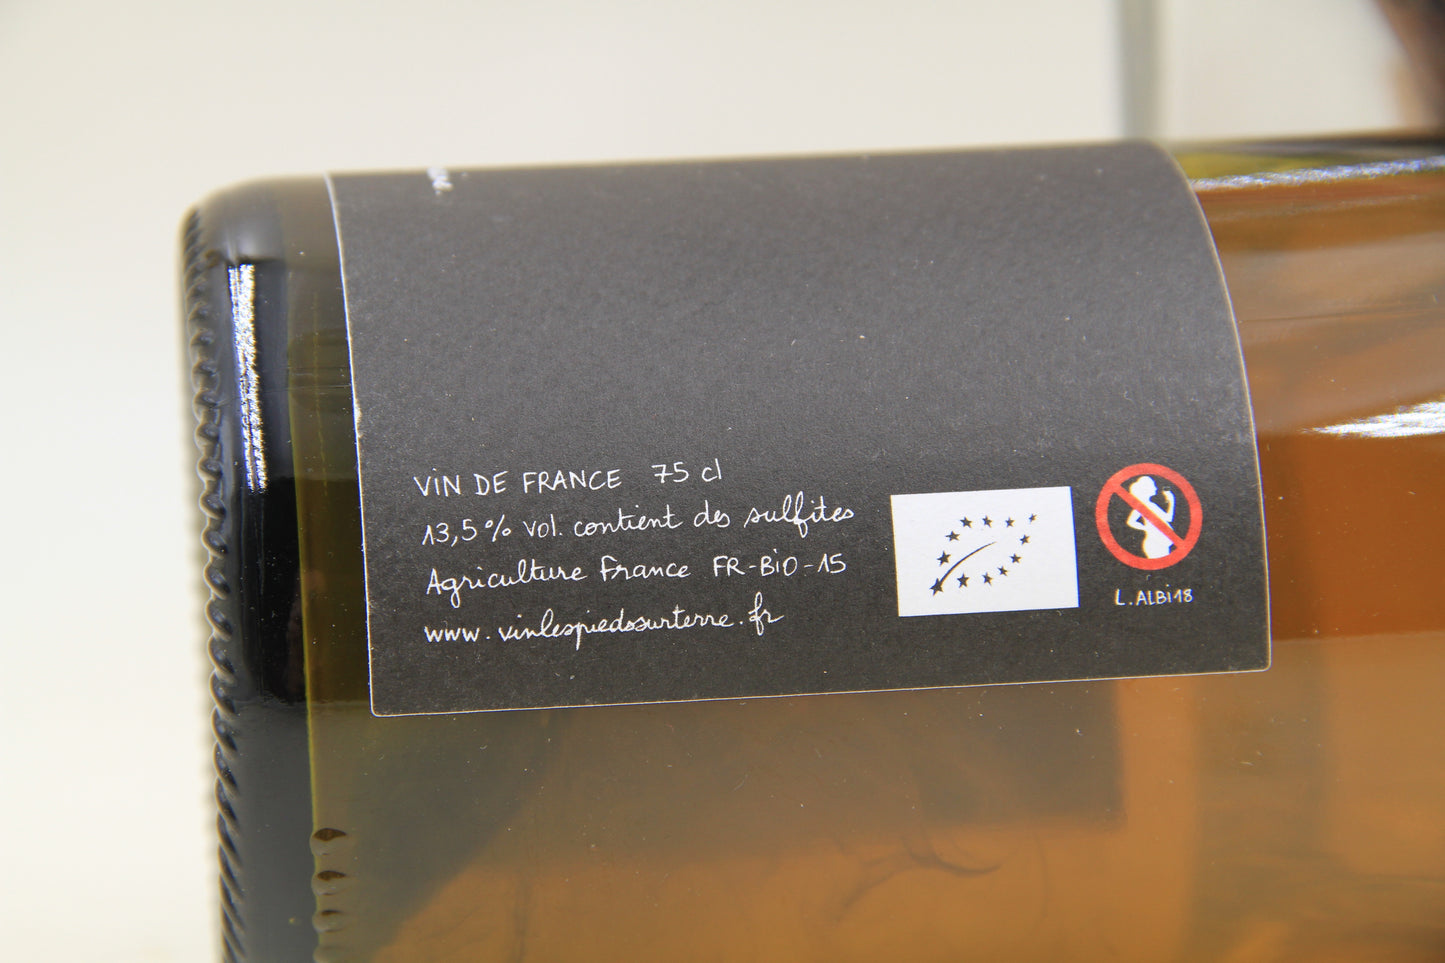 ViN DE FRANCE 75 cl
13,5% vol. contient des sulfites
Agriculture France FR-BiO-15
www.vinlespiedssurterre.fr
L.ALBi18